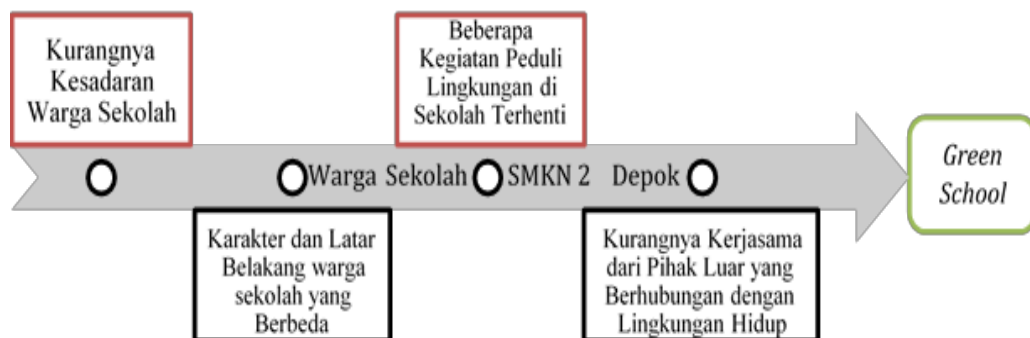 Kurangnya
Kesadaran
Warga Sekolah
Beberapa
Kegiatan Peduli
Lingkungan di
Sekolah Terhenti
Warga Sekolah SMKN 2 Depok
Green
School
Karakter dan Latar
Belakang warga
sekolah yang
Berbeda
Kurangnya Kerjasama
dari Pihak Luar yang
Berhubungan dengan
Lingkungan Hidup